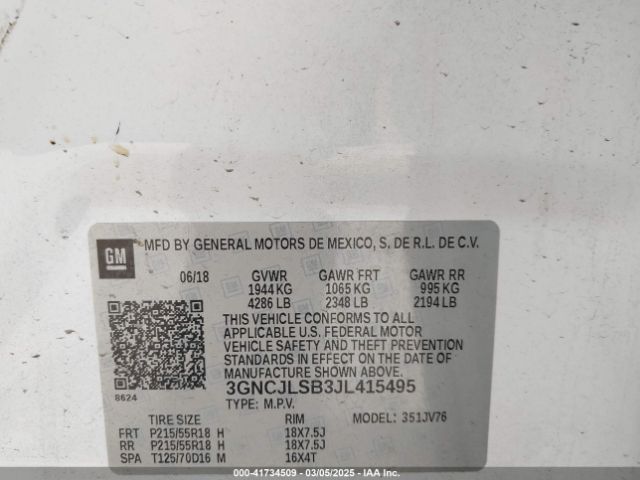 GM MFD BY GENERAL MOTORS DE MEXICO, S. DE R.L. DE C.V.
06/18 GVWR GAWR FRT GAWR RR
1944 KG 1065 KG 995 KG
4286 LB 2348 LB 2194 LB
THIS VEHICLE CONFORMS TO ALL
APPLICABLE U.S. FEDERAL MOTOR
VEHICLE SAFETY AND THEFT PREVENTION
STANDARDS IN EFFECT ON THE DATE OF
MANUFACTURE SHOWN ABOVE.
8624
3GNCJLSB3JL415495
TYPE: M.P.V.
TIRE SIZE RIM MODEL: 351JV76
FRT P215/55R18 H 18X7.5J
RR P215/55R18 H 18X7.5J
SPA T125/70D16 M 16X4T
© - 41734509 - 03/05/2025 - IAA Inc.